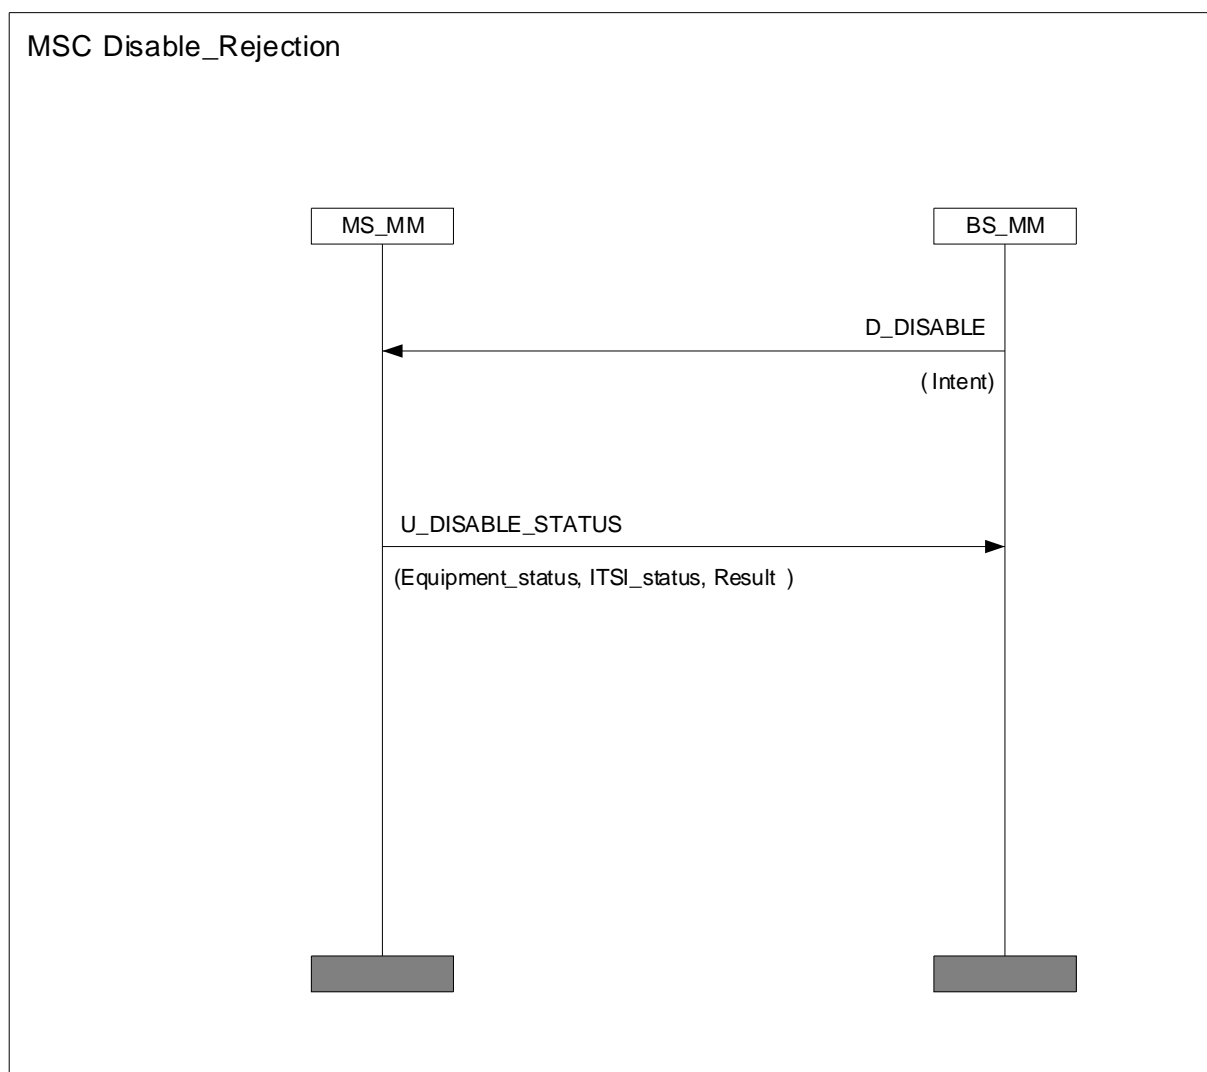 MSC Disable_Rejection
MS_MM
BS_MM
D_DISABLE
( Intent)
U_DISABLE_STATUS
(Equipment_status, ITSI_status, Result )